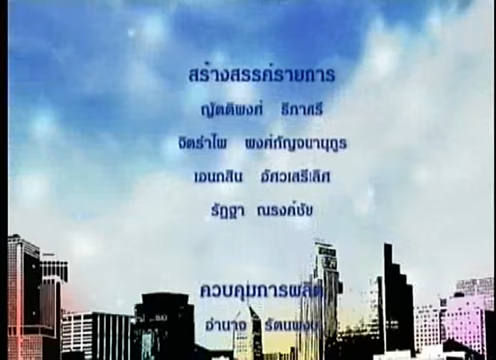 สร้างสรรค์รายการ
ญัตติพงศ์ ธีภาศรี
จิตรำไพ พงศ์กัญจนานุกูร
เอนกสิน อัศวเสรีเลิศ
รัฏฐา ณรงค์ชัย
ควบคุมการผลิต
อำนาจ